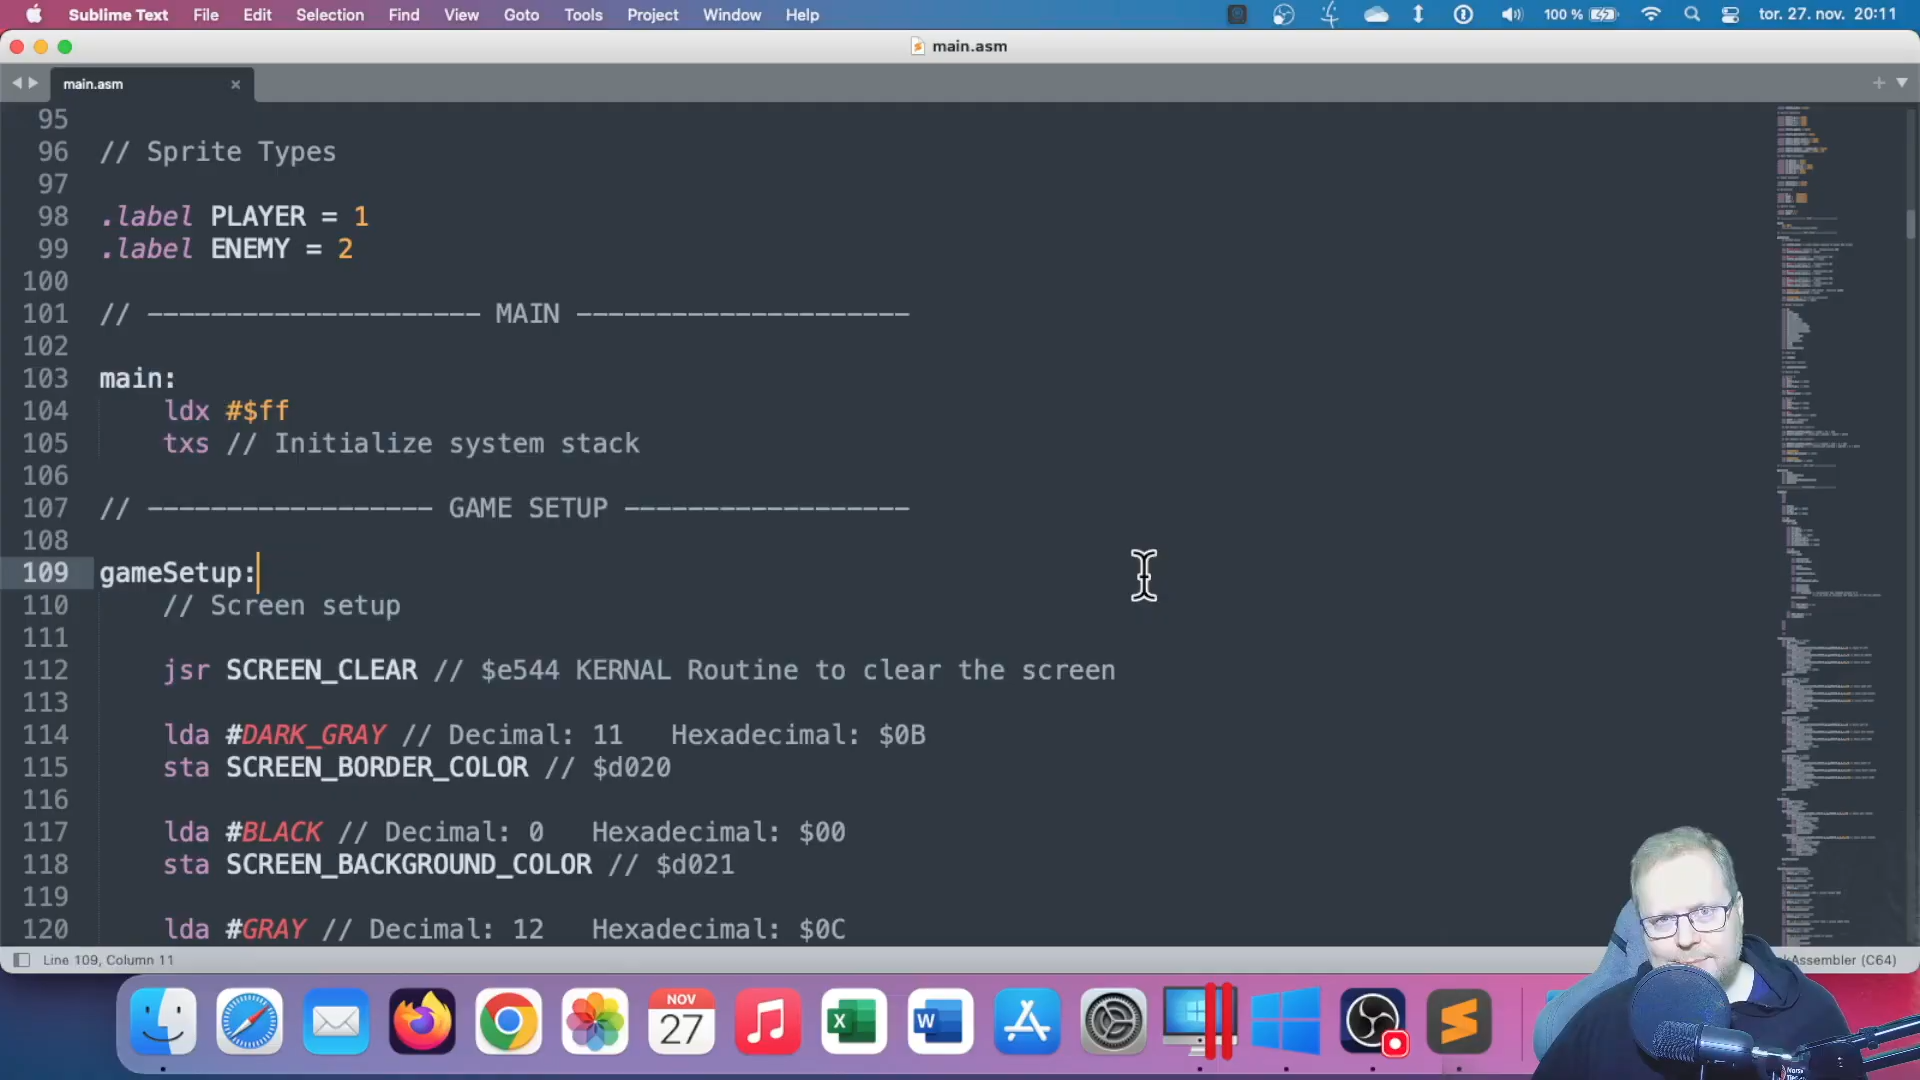 Sublime Text File Edit Selection Find View Goto Tools Project Window Help 100 % tor. 27. nov. 20:11
main.asm
main.asm
95
96 // Sprite Types
97
98 .label PLAYER = 1
99 .label ENEMY = 2
100
101 // --------------------- MAIN ---------------------
102
103 main:
104 ldx #$ff
105 txs // Initialize system stack
106
107 // ------------------ GAME SETUP ------------------
108
109 gameSetup:
110 // Screen setup
111
112 jsr SCREEN_CLEAR // $e544 KERNAL Routine to clear the screen
113
114 lda #DARK_GRAY // Decimal: 11 Hexadecimal: $0B
115 sta SCREEN_BORDER_COLOR // $d020
116
117 lda #BLACK // Decimal: 0 Hexadecimal: $00
118 sta SCREEN_BACKGROUND_COLOR // $d021
119
120 lda #GRAY // Decimal: 12 Hexadecimal: $0C
Line 109, Column 11 kAssembler (C64)
NOV
27
X
W